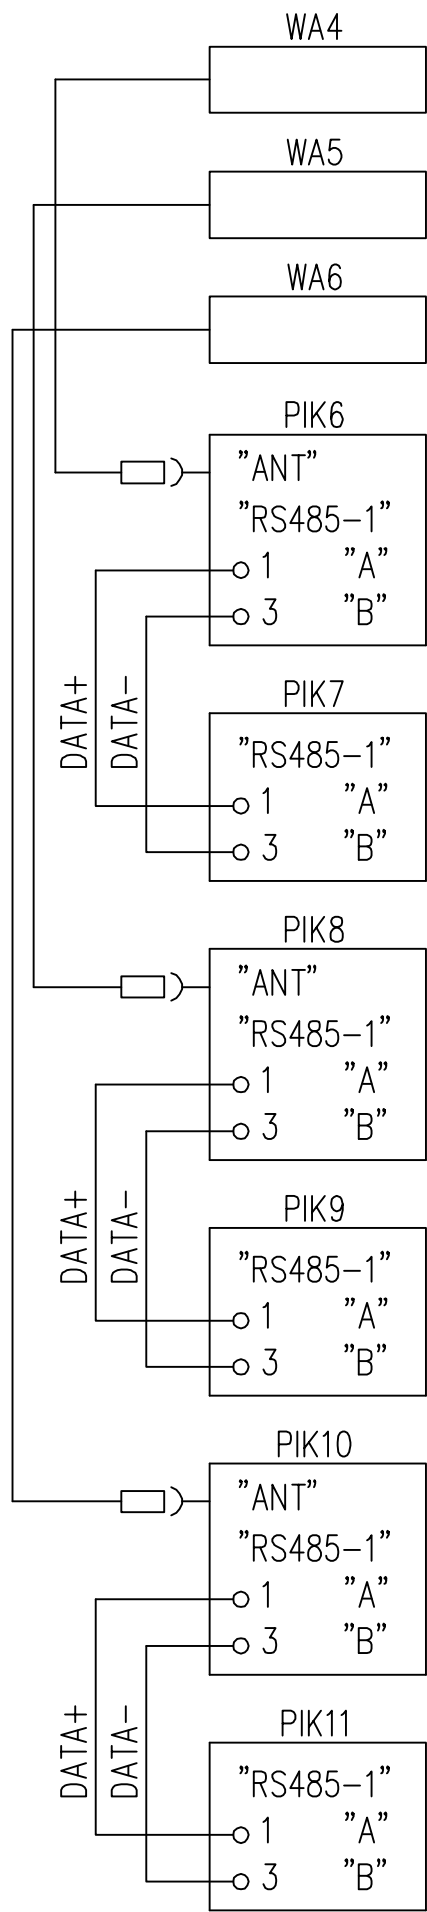 WA4
WA5
WA6
PIK6
"ANT"
"RS485-1"
1 "A"
3 "B"
DATA+ DATA-
PIK7
"RS485-1"
1 "A"
3 "B"
PIK8
"ANT"
"RS485-1"
1 "A"
3 "B"
DATA+ DATA-
PIK9
"RS485-1"
1 "A"
3 "B"
PIK10
"ANT"
"RS485-1"
1 "A"
3 "B"
DATA+ DATA-
PIK11
"RS485-1"
1 "A"
3 "B"